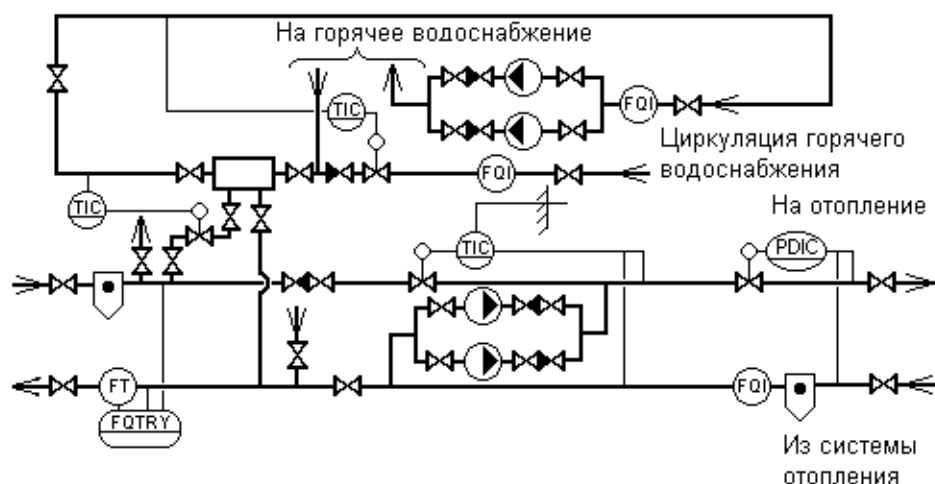 На горячее водоснабжение
TIC
FQI
Циркуляция горячего
водоснабжения
FQI
TIC
На отопление
TIC
PDIC
FT
FQI
FQTRY
Из системы
отопления